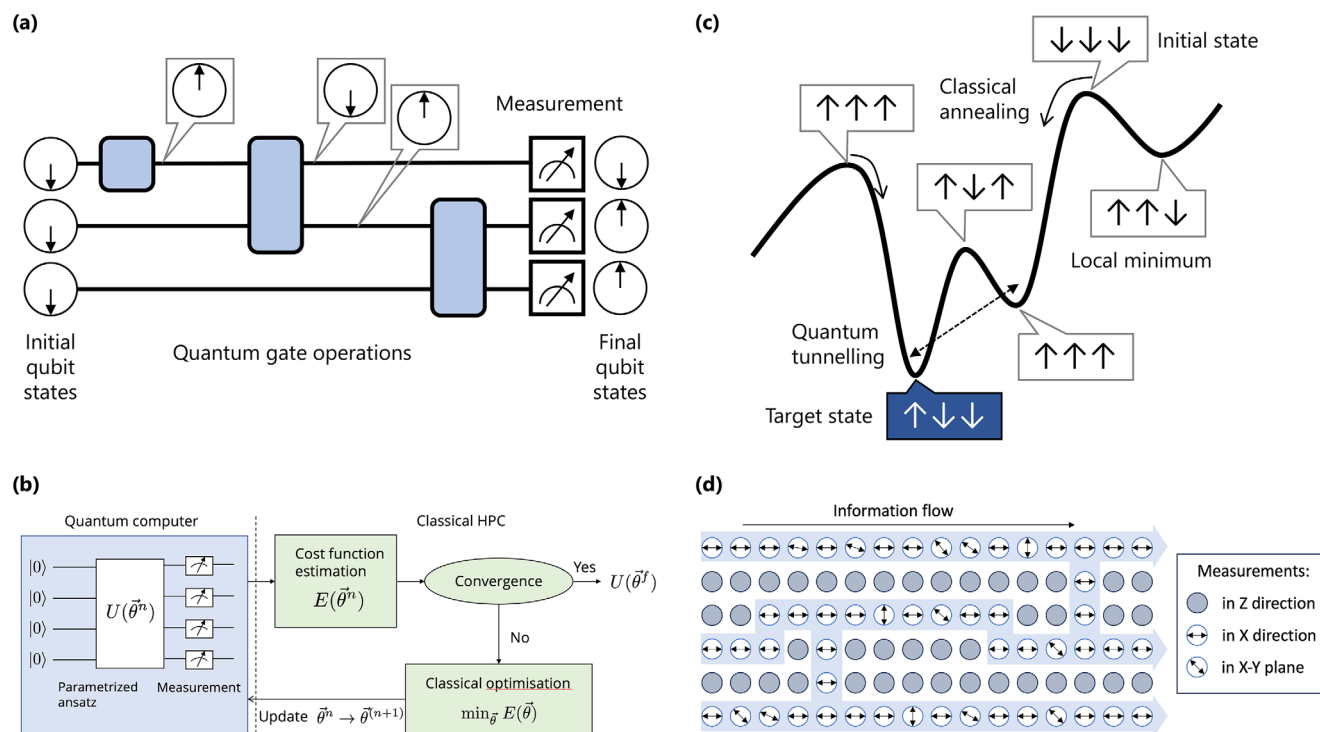 (a)
Measurement
Initial
qubit
states
Quantum gate operations
Final
qubit
states
(c)
Initial state
Classical
annealing
↓↓↓
↑↑↑
↑↓↑
↑↑↓
Local minimum
Quantum
tunnelling
↑↑↑
Target state
↑↓↓
(b)
Quantum computer
Classical HPC
|0⟩
|0⟩
|0⟩
|0⟩
U(θ⃗ⁿ)
Parametrized
ansatz
Measurement
Cost function
estimation
E(θ⃗ⁿ)
Convergence
Yes
U(θ⃗ᶠ)
No
Classical optimisation
min_θ⃗ E(θ⃗)
Update θ⃗ⁿ → θ⃗⁽ⁿ⁺¹⁾
(d)
Information flow
Measurements:
in Z direction
in X direction
in X-Y plane